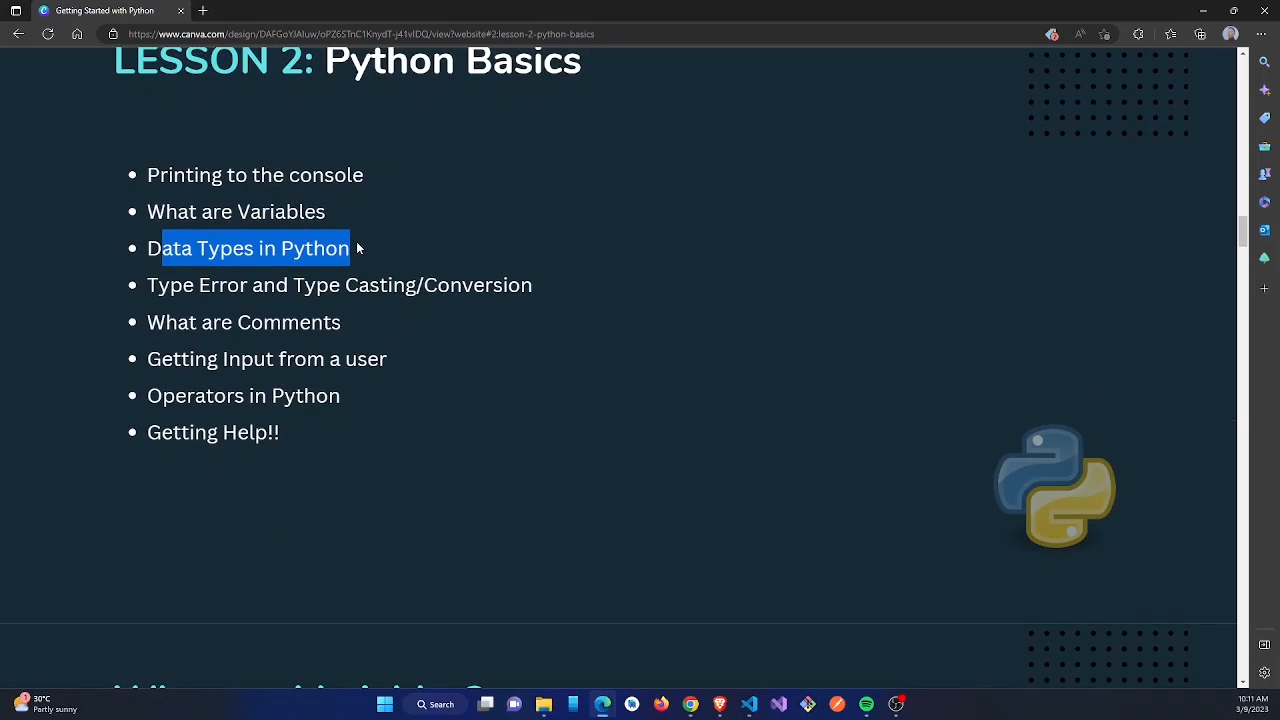 Getting Started with Python
https://www.canva.com/design/DAFGoYJAIuw/oPZ6STnC1KnydT-j41vIDQ/view?website#2:lesson-2-python-basics
LESSON 2: Python Basics
Printing to the console
What are Variables
Data Types in Python
Type Error and Type Casting/Conversion
What are Comments
Getting Input from a user
Operators in Python
Getting Help!!
30°C
Partly sunny
Search
10:11 AM
3/9/2023